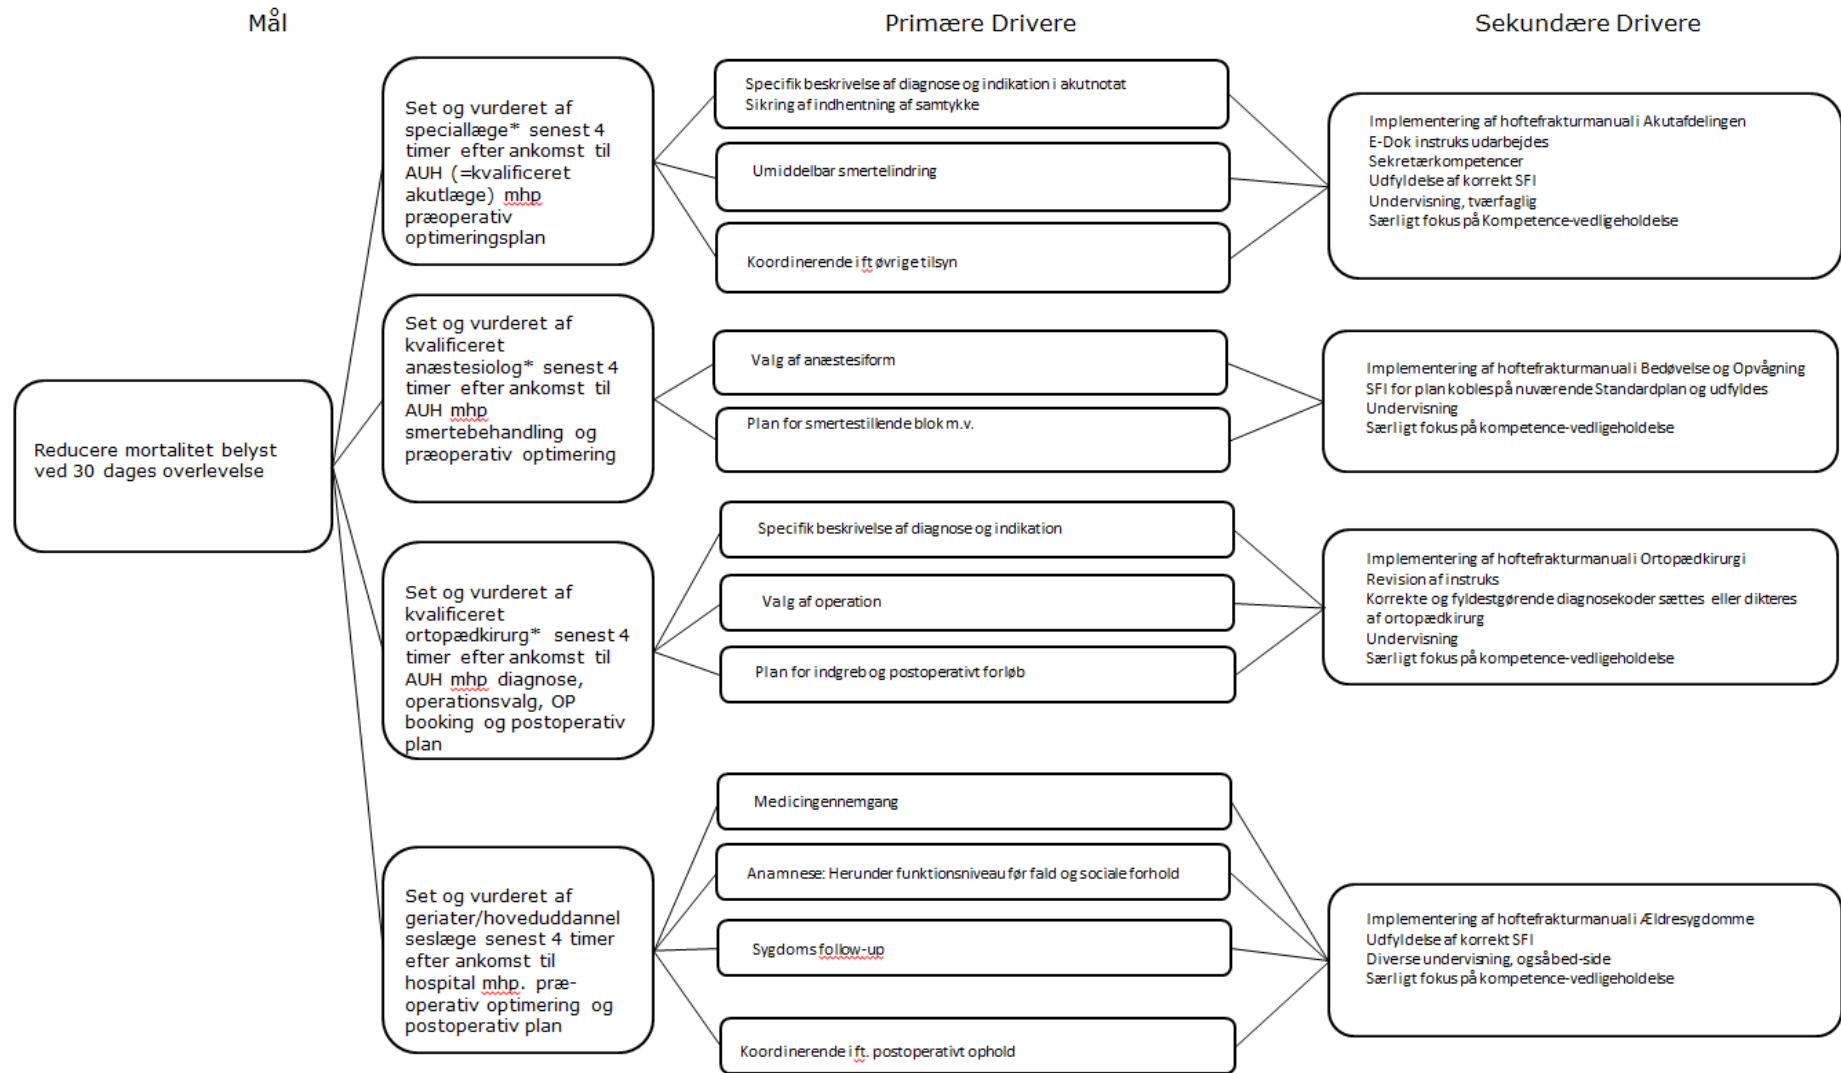 Mål
Primære Drivere
Sekundære Drivere
Reducere mortalitet belyst
ved 30 dages overlevelse
Set og vurderet af
speciallæge* senest 4
timer efter ankomst til
AUH (=kvalificeret
akutlæge) mhp
præoperativ
optimeringsplan
Specifik beskrivelse af diagnose og indikation i akutnotat
Sikring af indhentning af samtykke
Umiddelbar smertelindring
Koordinerende ift øvrige tilsyn
Implementering af hoftefrakturmanual i Akutafdelingen
E-Dok instruks udarbejdes
Sekretærkompetencer
Udfyldelse af korrekt SFI
Undervisning, tværfaglig
Særligt fokus på Kompetence-vedligeholdelse
Set og vurderet af
kvalificeret
anæstesiolog* senest 4
timer efter ankomst til
AUH mhp
smertebehandling og
præoperativ optimering
Valg af anæstesiform
Plan for smertestillende blok m.v.
Implementering af hoftefrakturmanual i Bedøvelse og Opvågning
SFI for plan kobles på nuværende Standardplan og udfyldes
Undervisning
Særligt fokus på kompetence-vedligeholdelse
Set og vurderet af
kvalificeret
ortopædkirurg* senest 4
timer efter ankomst til
AUH mhp diagnose,
operationsvalg, OP
booking og postoperativ
plan
Specifik beskrivelse af diagnose og indikation
Valg af operation
Plan for indgreb og postoperativt forløb
Implementering af hoftefrakturmanual i Ortopædkirurgi
Revision af instruks
Korrekte og fyldestgørende diagnosekoder sættes eller dikteres
af ortopædkirurg
Undervisning
Særligt fokus på kompetence-vedligeholdelse
Set og vurderet af
geriater/hoveduddannel
seslæge senest 4 timer
efter ankomst til
hospital mhp. præ-
operativ optimering og
postoperativ plan
Medicingennemgang
Anamnese: Herunder funktionsniveau før fald og sociale forhold
Sygdoms follow-up
Koordinerende i ft. postoperativt ophold
Implementering af hoftefrakturmanual i Ældresygdomme
Udfyldelse af korrekt SFI
Diverse undervisning, også bed-side
Særligt fokus på kompetence-vedligeholdelse